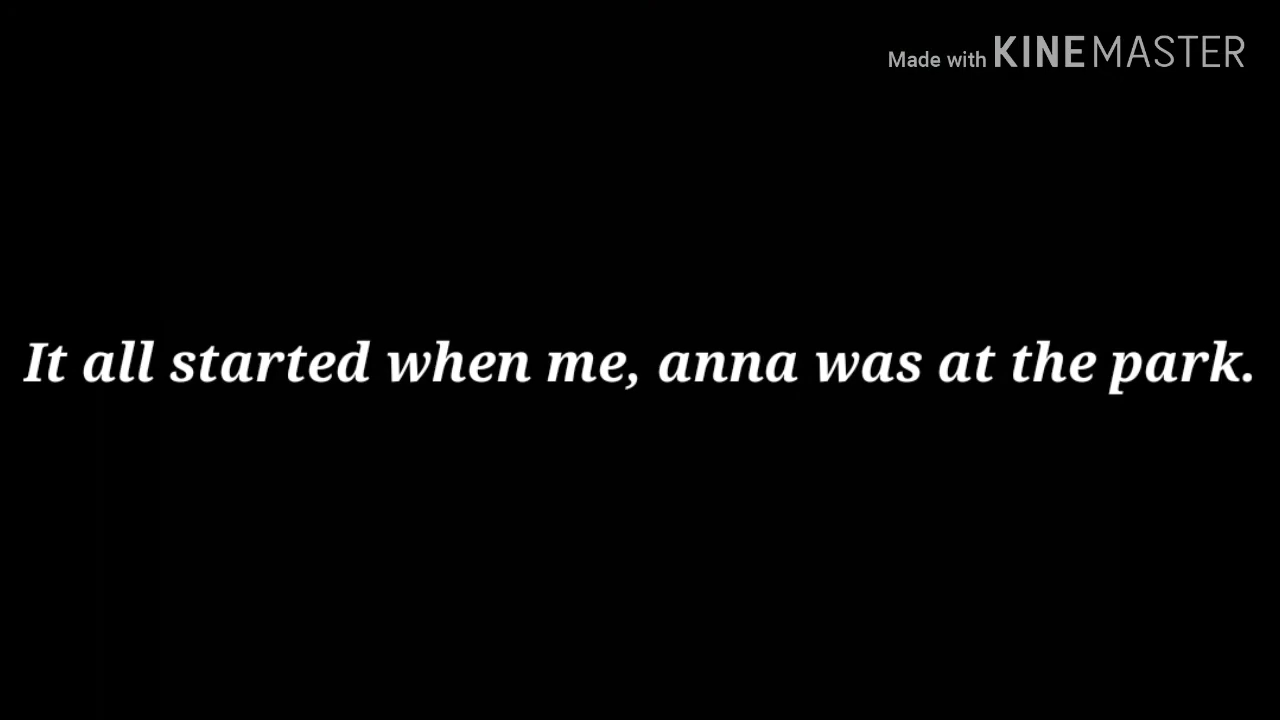 Made with KINEMASTER
It all started when me, anna was at the park.